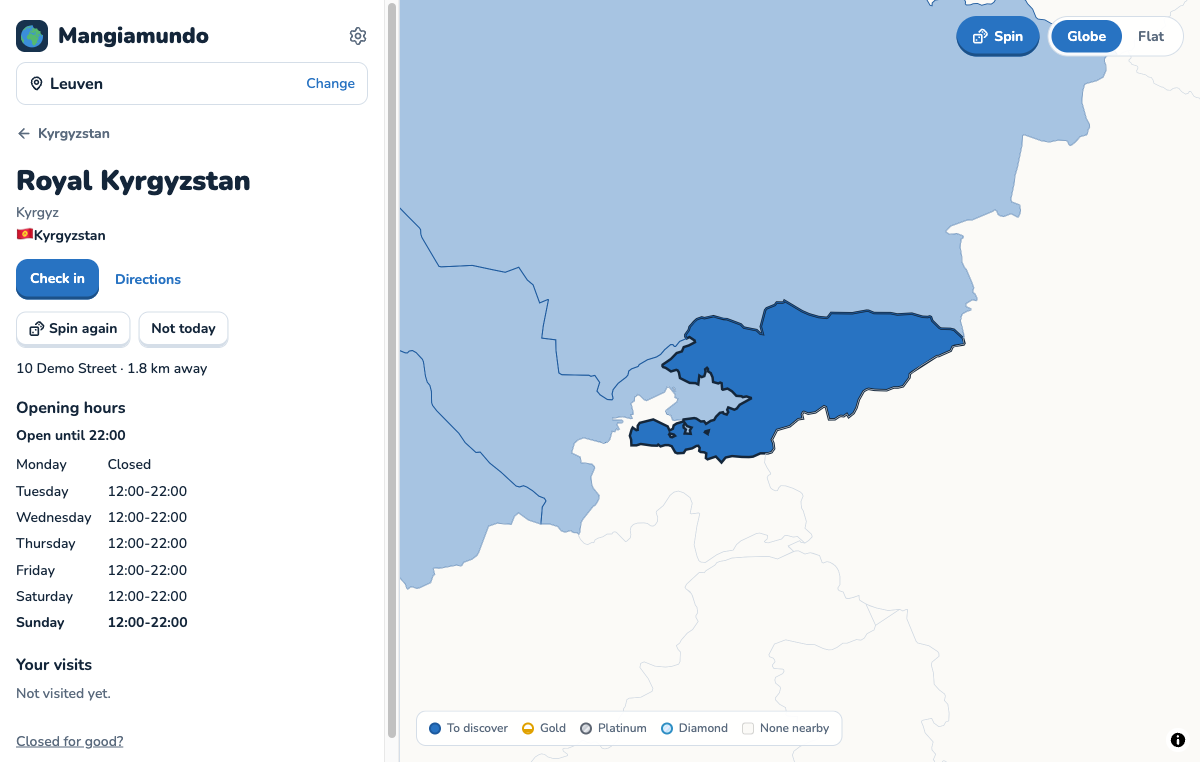 Mangiamundo
Leuven Change
Kyrgyzstan
Royal Kyrgyzstan
Kyrgyz
Kyrgyzstan
Check in Directions
Spin again Not today
10 Demo Street · 1.8 km away
Opening hours
Open until 22:00
Monday Closed
Tuesday 12:00-22:00
Wednesday 12:00-22:00
Thursday 12:00-22:00
Friday 12:00-22:00
Saturday 12:00-22:00
Sunday 12:00-22:00
Your visits
Not visited yet.
Closed for good?
Spin Globe Flat
To discover Gold Platinum Diamond None nearby